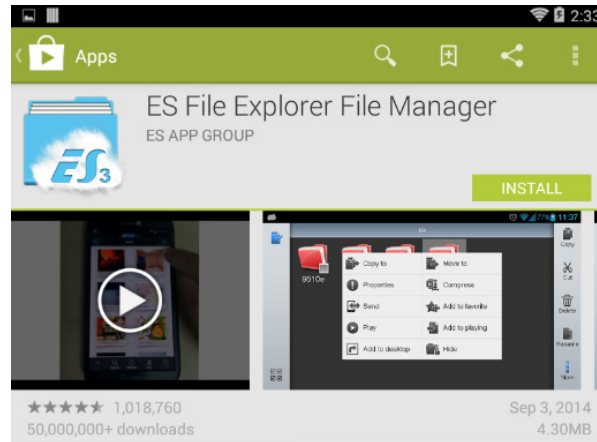 2:33
Apps
ES File Explorer File Manager
ES APP GROUP
ES3
INSTALL
77% 11:37
9510e
Copy to
Move to
Properties
Compress
Send
Add to favorite
Play
Add to playing
Add to desktop
Hide
Copy
Cut
Delete
Rename
More
1,018,760
Sep 3, 2014
50,000,000+ downloads
4.30MB